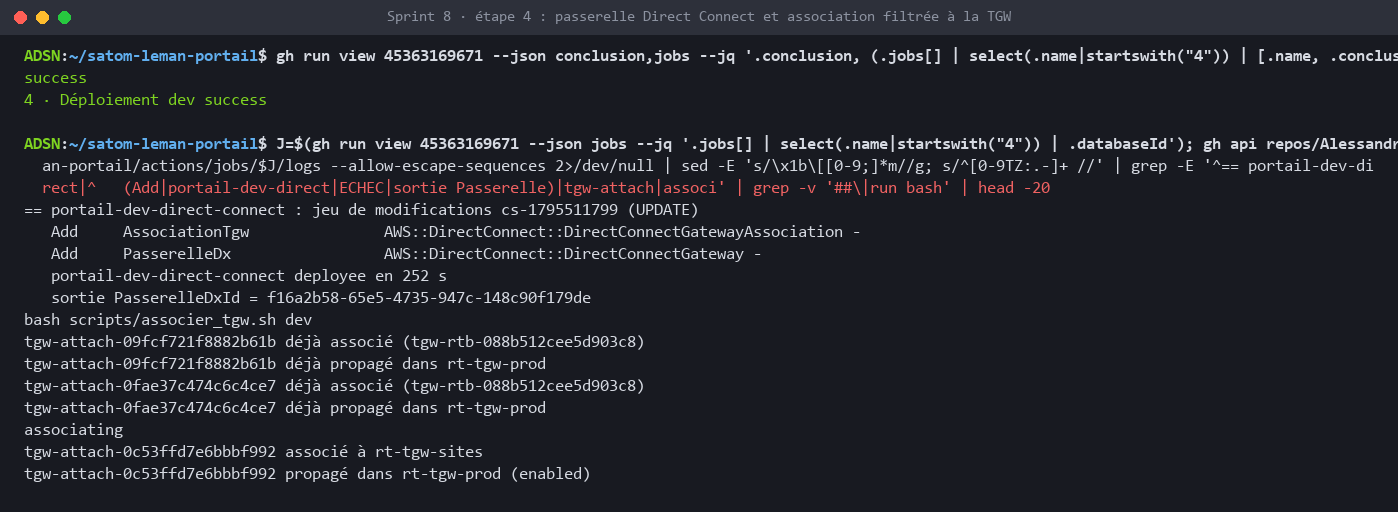 Sprint 8 · étape 4 : passerelle Direct Connect et association filtrée à la TGW
ADSN:~/satom-leman-portail$ gh run view 45363169671 --json conclusion,jobs --jq '.conclusion, (.jobs[] | select(.name|startswith("4")) | [.name, .conclus
success
4 · Déploiement dev success
ADSN:~/satom-leman-portail$ J=$(gh run view 45363169671 --json jobs --jq '.jobs[] | select(.name|startswith("4")) | .databaseId'); gh api repos/Alessandr
an-portail/actions/jobs/$J/logs --allow-escape-sequences 2>/dev/null | sed -E 's/\x1b\[[0-9;]*m//g; s/^[0-9TZ:.-]+ //' | grep -E '^== portail-dev-di
rect|^   (Add|portail-dev-direct|ECHEC|sortie Passerelle)|tgw-attach|associ' | grep -v '##\|run bash' | head -20
== portail-dev-direct-connect : jeu de modifications cs-1795511799 (UPDATE)
Add     AssociationTgw               AWS::DirectConnect::DirectConnectGatewayAssociation -
Add     PasserelleDx                 AWS::DirectConnect::DirectConnectGateway -
portail-dev-direct-connect deployee en 252 s
sortie PasserelleDxId = f16a2b58-65e5-4735-947c-148c90f179de
bash scripts/associer_tgw.sh dev
tgw-attach-09fcf721f8882b61b déjà associé (tgw-rtb-088b512cee5d903c8)
tgw-attach-09fcf721f8882b61b déjà propagé dans rt-tgw-prod
tgw-attach-0fae37c474c6c4ce7 déjà associé (tgw-rtb-088b512cee5d903c8)
tgw-attach-0fae37c474c6c4ce7 déjà propagé dans rt-tgw-prod
associating
tgw-attach-0c53ffd7e6bbbf992 associé à rt-tgw-sites
tgw-attach-0c53ffd7e6bbbf992 propagé dans rt-tgw-prod (enabled)